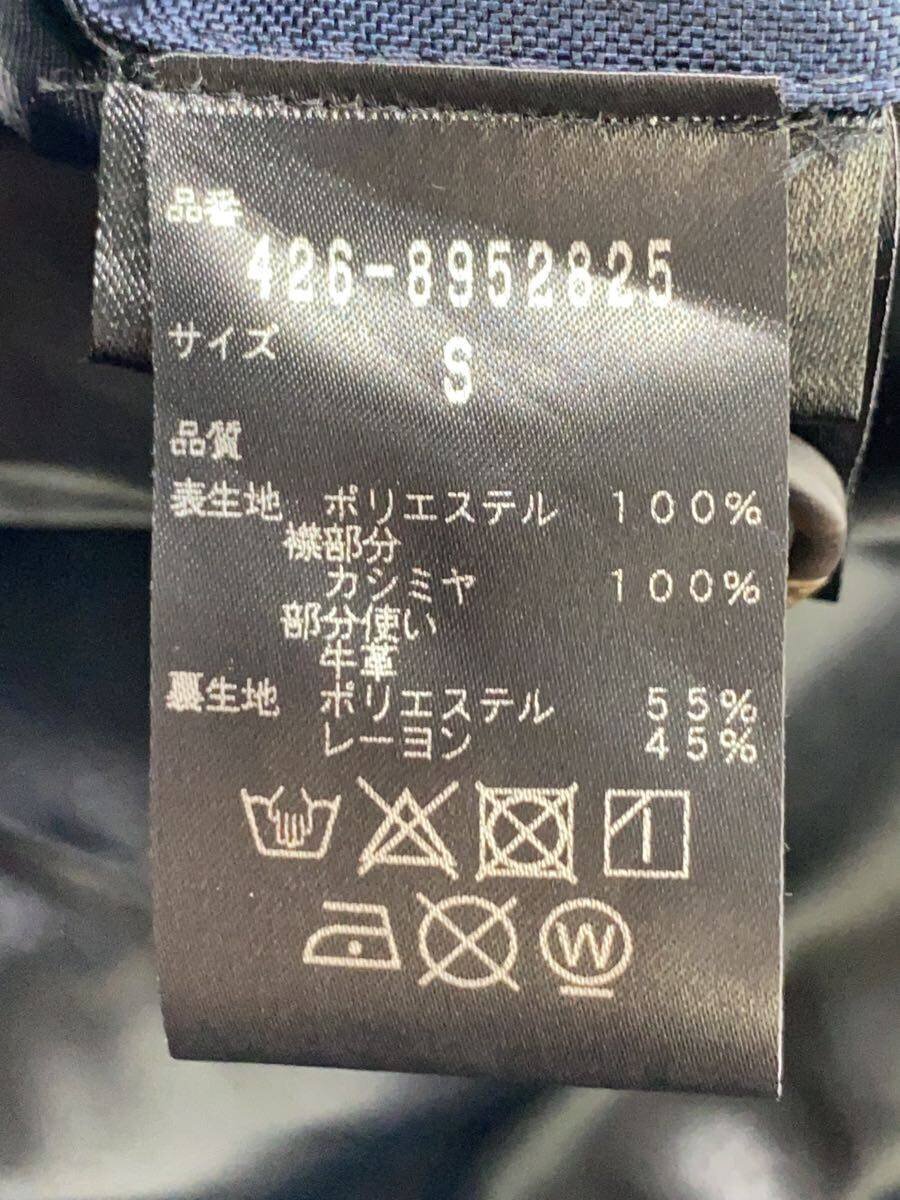 品番
426-8952825
サイズ
S
品質
表生地 ポリエステル 100%
襟部分
カシミヤ 100%
部分使い
牛革
裏生地 ポリエステル 55%
レーヨン 45%
W